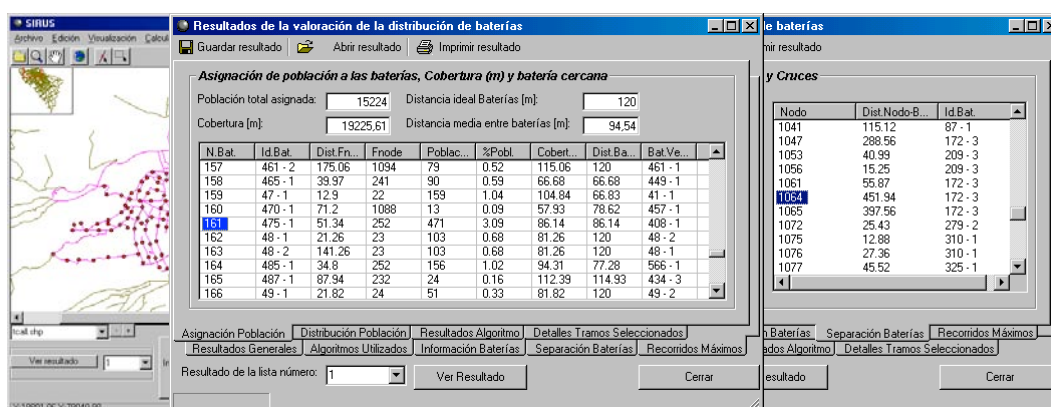 SIRUS
Archivo Edición Visualización Calcul
tcall.shp
Ver resultado 1
Resultados de la valoración de la distribución de baterías
Guardar resultado Abrir resultado Imprimir resultado
Asignación de población a las baterías, Cobertura (m) y batería cercana
Población total asignada: 15224 Distancia ideal Baterías [m]: 120
Cobertura [m]: 19225,61 Distancia media entre baterías [m]: 94,54
N.Bat. Id.Bat. Dist.Fn... Fnode Poblac... %Pobl. Cobert... Dist.Ba... Bat.Ve...
157 461 - 2 175.06 1094 79 0.52 115.06 120 461 - 1
158 465 - 1 39.97 241 90 0.59 66.68 66.68 449 - 1
159 47 - 1 12.9 22 159 1.04 104.84 66.83 41 - 1
160 470 - 1 71.2 1088 13 0.09 57.93 78.62 457 - 1
161 475 - 1 51.34 252 471 3.09 86.14 86.14 408 - 1
162 48 - 1 21.26 23 103 0.68 81.26 120 48 - 2
163 48 - 2 141.26 23 103 0.68 81.26 120 48 - 1
164 485 - 1 34.8 252 156 1.02 94.31 77.28 566 - 1
165 487 - 1 87.94 232 24 0.16 112.39 114.93 434 - 3
166 49 - 1 21.82 24 51 0.33 81.82 120 49 - 2
Asignación Población Distribución Población Resultados Algoritmo Detalles Tramos Seleccionados
Resultados Generales Algoritmos Utilizados Información Baterías Separación Baterías Recorridos Máximos
Resultado de la lista número: 1 Ver Resultado Cerrar
de baterías
mir resultado
y Cruces
Nodo Dist.Nodo-B... Id.Bat.
1041 115.12 87 - 1
1047 288.56 172 - 3
1053 40.99 209 - 3
1056 15.25 209 - 3
1061 55.87 172 - 3
1064 451.94 172 - 3
1065 397.56 172 - 3
1072 25.43 279 - 2
1075 12.88 310 - 1
1076 27.36 310 - 1
1077 45.52 325 - 1
n Baterías Separación Baterías Recorridos Máximos
ados Algoritmo Detalles Tramos Seleccionados
esultado Cerrar